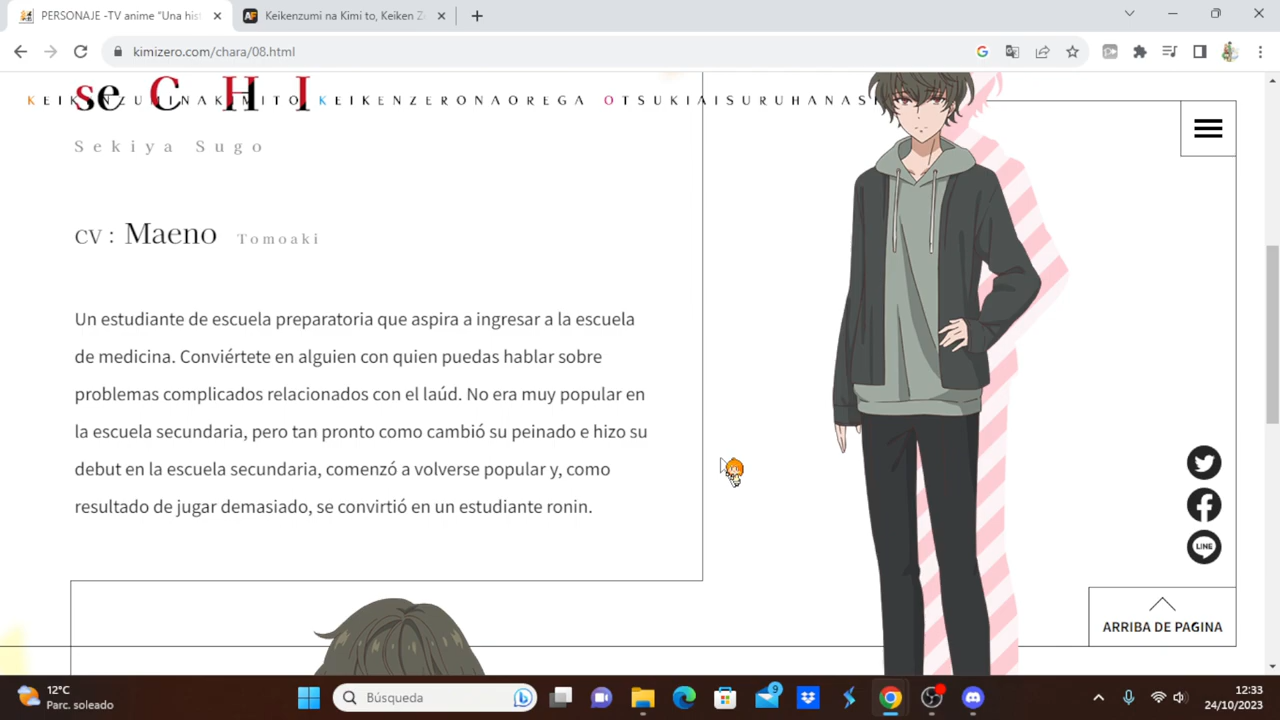 PERSONAJE -TV anime "Una his
Keikenzumi na Kimi to, Keiken Z
kimizero.com/chara/08.html
se C H I
KEIKENZUMINAKIMITOKEIKENZERONAOREGA OTSUKIAISURUHANASI
Sekiya Sugo
CV : Maeno Tomoaki
Un estudiante de escuela preparatoria que aspira a ingresar a la escuela
de medicina. Conviértete en alguien con quien puedas hablar sobre
problemas complicados relacionados con el laúd. No era muy popular en
la escuela secundaria, pero tan pronto como cambió su peinado e hizo su
debut en la escuela secundaria, comenzó a volverse popular y, como
resultado de jugar demasiado, se convirtió en un estudiante ronin.
LINE
ARRIBA DE PAGINA
12°C
Parc. soleado
Búsqueda
9
12:33
24/10/2023